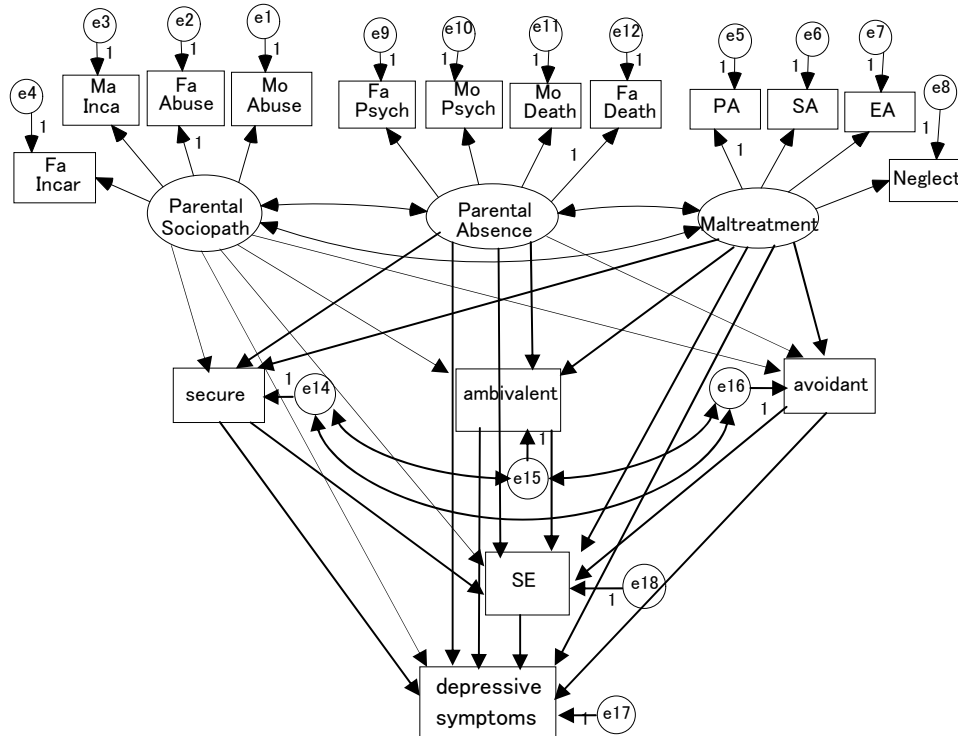 e3
e2
e1
e9
e10
e11
e12
e5
e6
e7
e8
e4
1
1
1
1
1
1
1
1
1
1
1
1
Ma
Inca
Fa
Abuse
Mo
Abuse
Fa
Psych
Mo
Psych
Mo
Death
Fa
Death
PA
SA
EA
Neglect
Fa
Incar
1
1
1
Parental
Sociopath
Parental
Absence
Maltreatment
secure
1
e14
ambivalent
1
e15
e16
1
avoidant
SE
1
e18
depressive
symptoms
1
e17